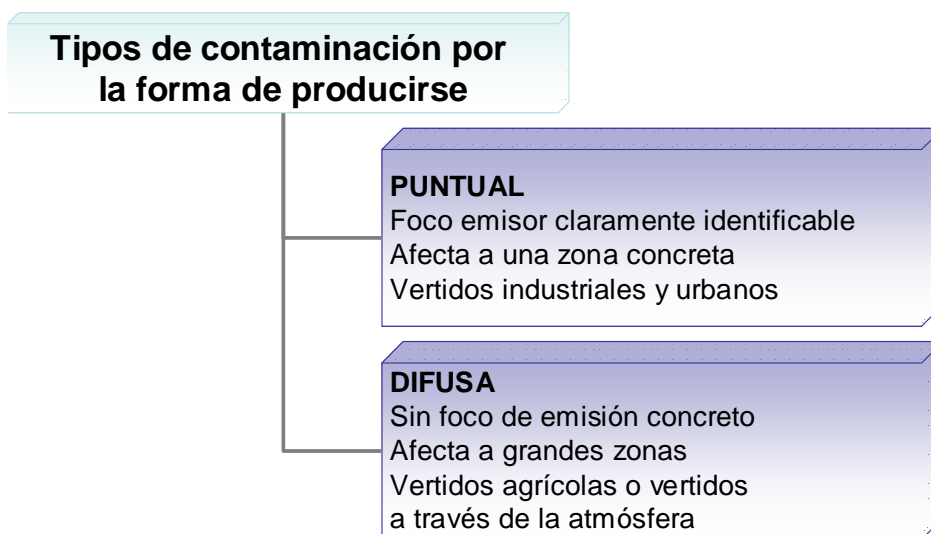 Tipos de contaminación por
la forma de producirse
PUNTUAL
Foco emisor claramente identificable
Afecta a una zona concreta
Vertidos industriales y urbanos
DIFUSA
Sin foco de emisión concreto
Afecta a grandes zonas
Vertidos agrícolas o vertidos
a través de la atmósfera